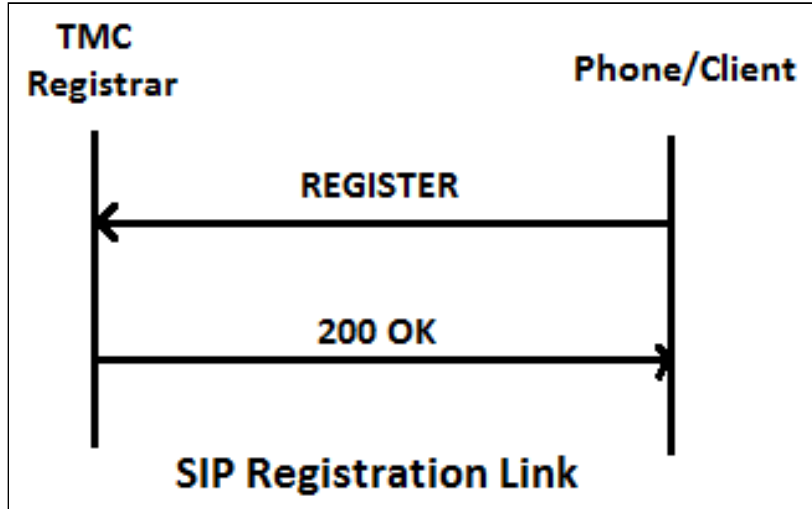 TMC
Registrar
Phone/Client
REGISTER
200 OK
SIP Registration Link